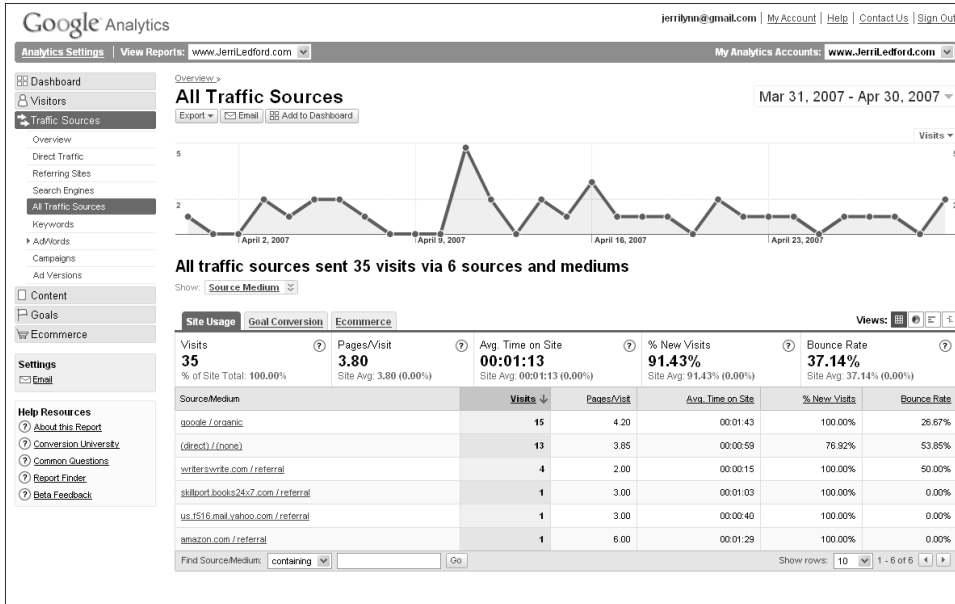 Google Analytics
jerrilynn@gmail.com | My Account | Help | Contact Us | Sign Out
Analytics Settings | View Reports: www.JerriLedford.com
My Analytics Accounts: www.JerriLedford.com
Dashboard
Visitors
Traffic Sources
Overview
Direct Traffic
Referring Sites
Search Engines
All Traffic Sources
Keywords
AdWords
Campaigns
Ad Versions
Content
Goals
Ecommerce
Settings
Email
Help Resources
About this Report
Conversion University
Common Questions
Report Finder
Beta Feedback
Overview »
All Traffic Sources
Mar 31, 2007 - Apr 30, 2007
Export Email Add to Dashboard
Visits
5 5
2 2
April 2, 2007 April 9, 2007 April 16, 2007 April 23, 2007
All traffic sources sent 35 visits via 6 sources and mediums
Show: Source Medium
Site Usage Goal Conversion Ecommerce Views:
Visits ? Pages/Visit ? Avg. Time on Site ? % New Visits ? Bounce Rate ?
35 3.80 00:01:13 91.43% 37.14%
% of Site Total: 100.00% Site Avg: 3.80 (0.00%) Site Avg: 00:01:13 (0.00%) Site Avg: 91.43% (0.00%) Site Avg: 37.14% (0.00%)
Source/Medium Visits ↓ Pages/Visit Avg. Time on Site % New Visits Bounce Rate
google / organic 15 4.20 00:01:43 100.00% 26.67%
(direct) / (none) 13 3.85 00:00:59 76.92% 53.85%
writerswrite.com / referral 4 2.00 00:00:15 100.00% 50.00%
skillport.books24x7.com / referral 1 3.00 00:01:03 100.00% 0.00%
us.f516.mail.yahoo.com / referral 1 3.00 00:00:40 100.00% 0.00%
amazon.com / referral 1 6.00 00:01:29 100.00% 0.00%
Find Source/Medium: containing Go Show rows: 10 1 - 6 of 6